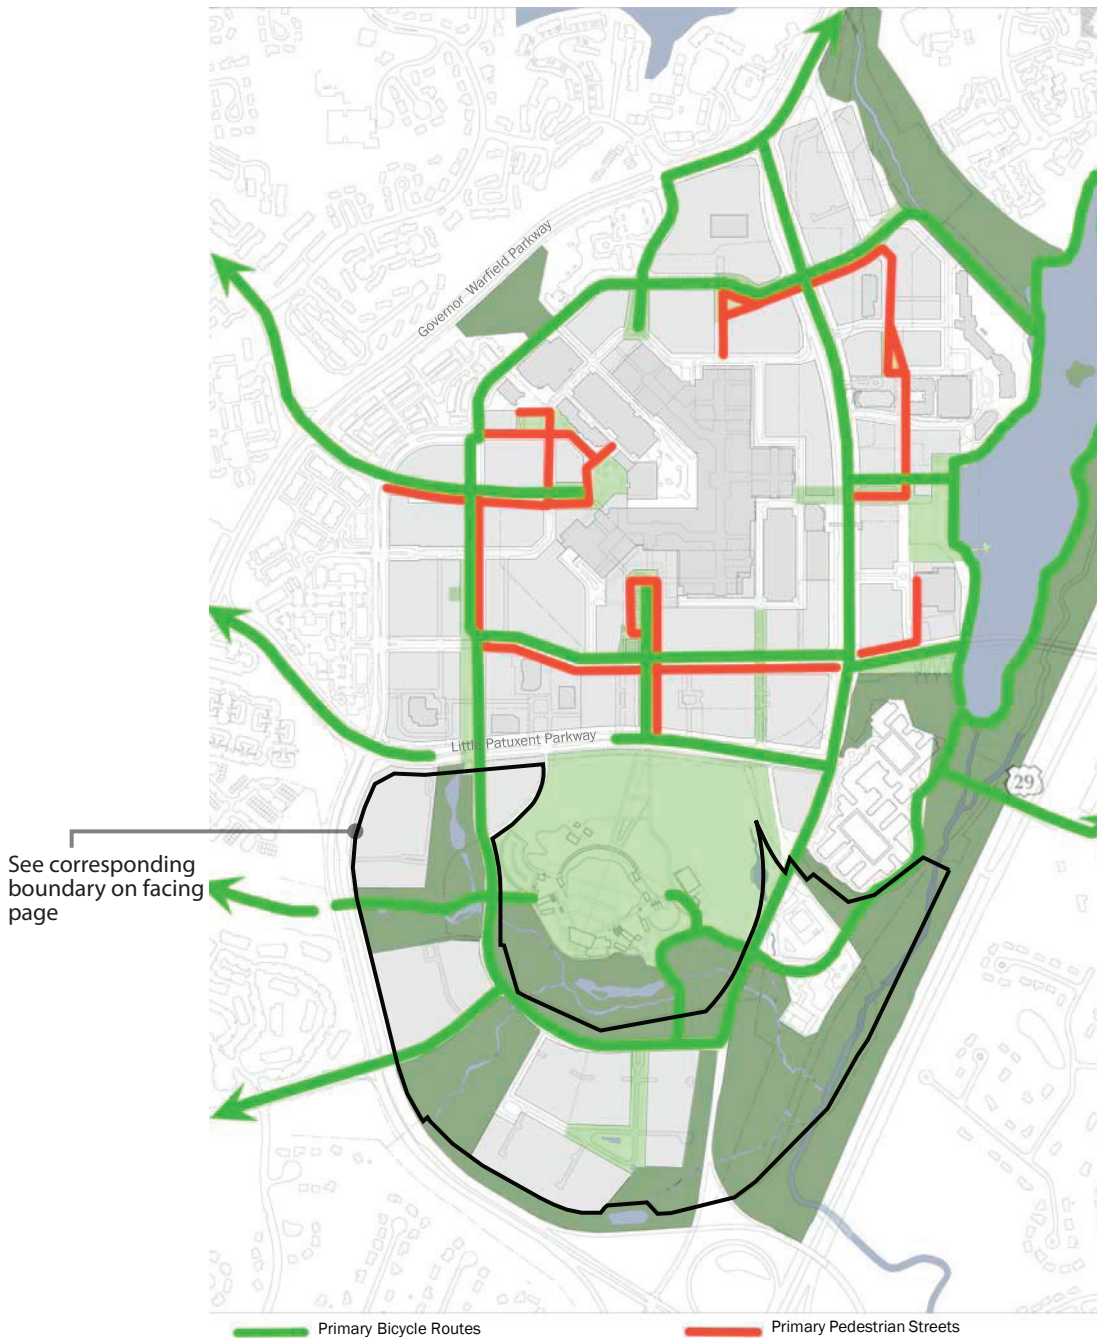 Governor Warfield Parkway
Little Patuxent Parkway
29
See corresponding
boundary on facing
page
Primary Bicycle Routes
Primary Pedestrian Streets